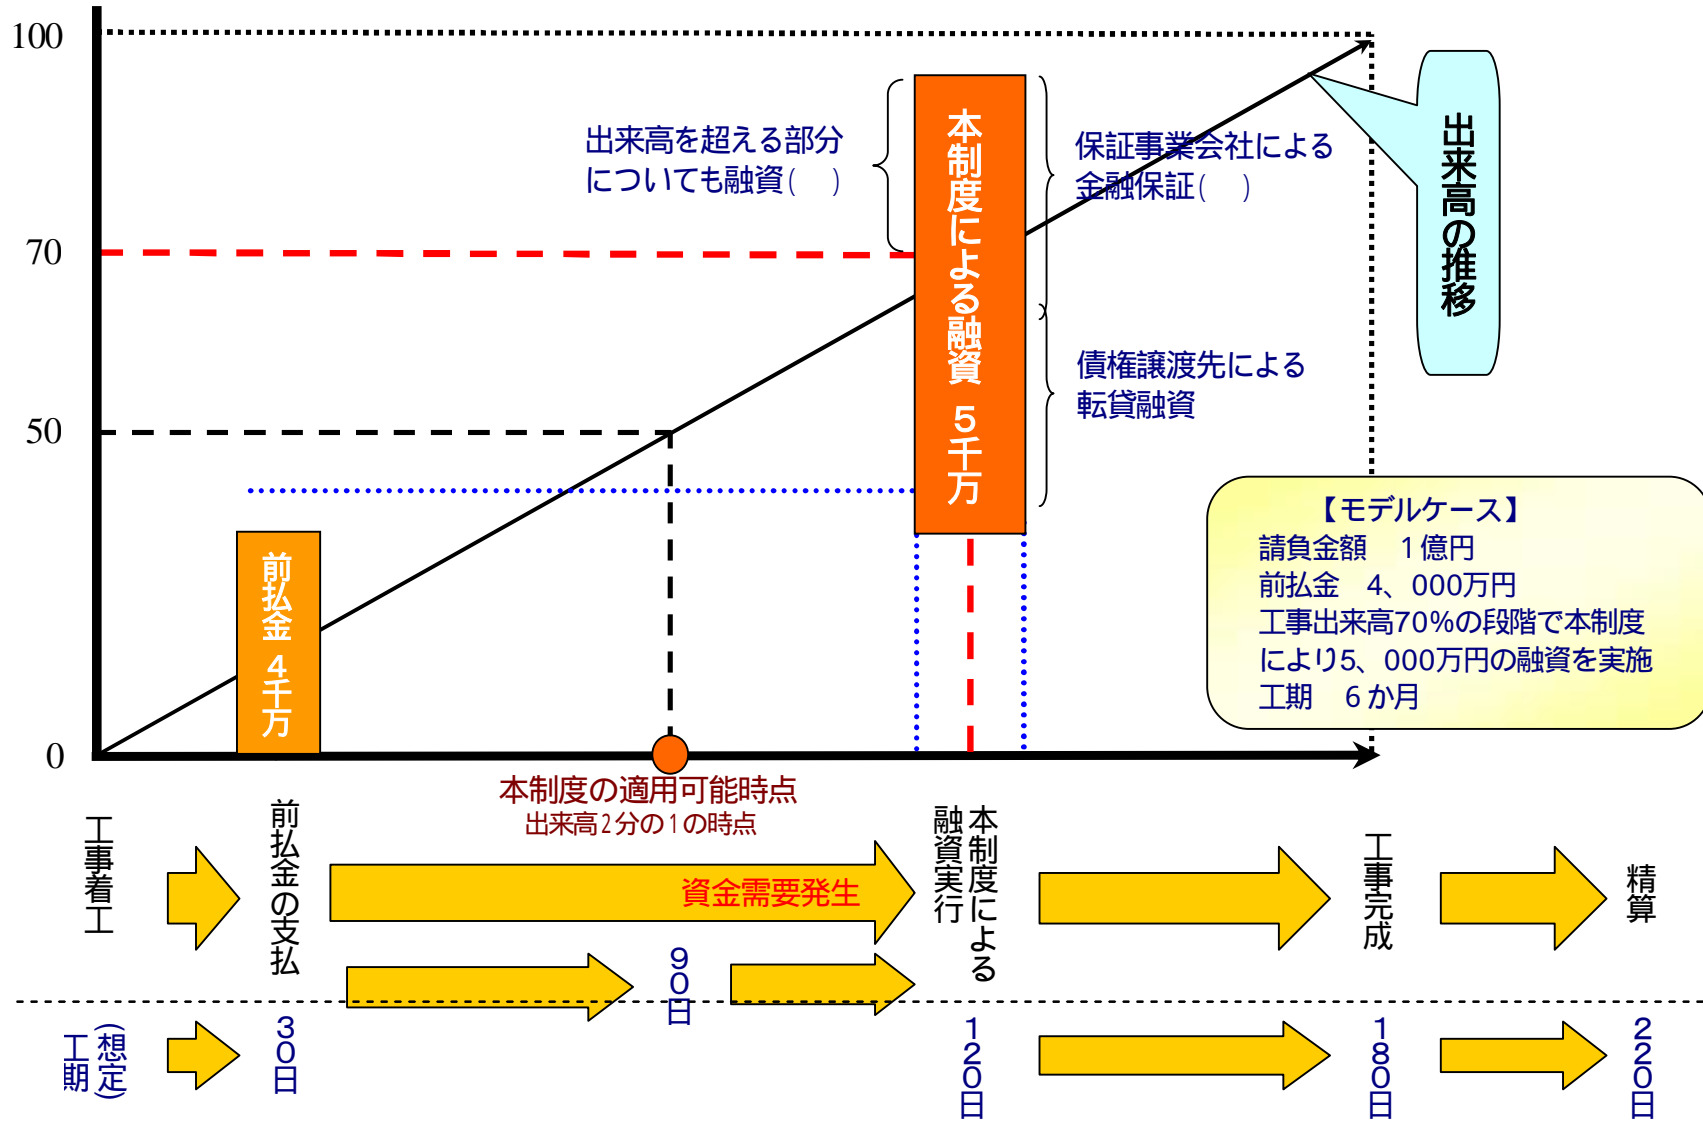 100
70
50
0
出来高を超える部分
についても融資(　)
本制度による融資 5千万
保証事業会社による
金融保証(　)
債権譲渡先による
転貸融資
出来高の推移
前払金 4千万
【モデルケース】
請負金額　1億円
前払金　4、000万円
工事出来高70%の段階で本制度
により5、000万円の融資を実施
工期　6か月
本制度の適用可能時点
出来高2分の1の時点
工事着工
前払金の支払
資金需要発生
本制度による
融資実行
工事完成
精算
90日
(想定
工期)
30日
120日
180日
220日